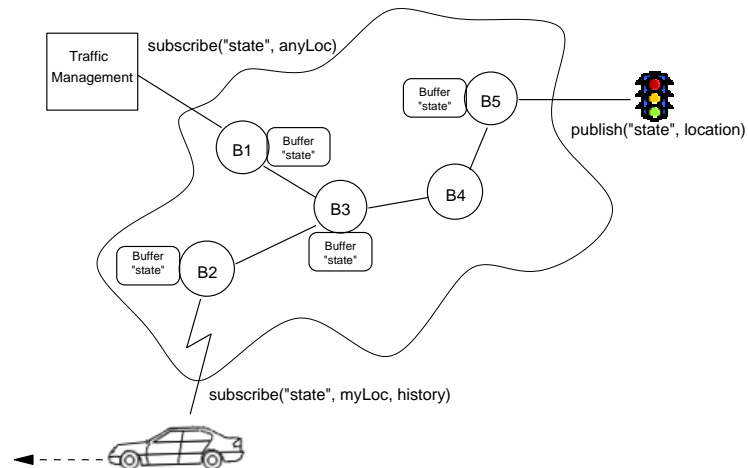 subscribe("state", anyLoc)
Traffic
Management
Buffer
"state"
B5
publish("state", location)
B1
Buffer
"state"
B3
B4
Buffer
"state"
Buffer
"state"
B2
subscribe("state", myLoc, history)